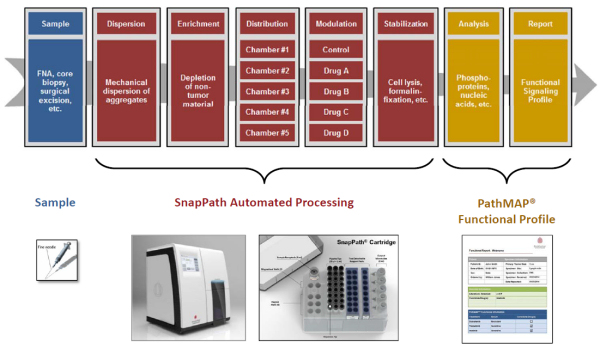 Sample
Dispersion
Enrichment
Distribution
Modulation
Stabilization
Analysis
Report
FNA, core
biopsy,
surgical
excision,
etc.
Mechanical
dispersion of
aggregates
Depletion of
non-
tumor
material
Chamber #1
Chamber #2
Chamber #3
Chamber #4
Chamber #5
Control
Drug A
Drug B
Drug C
Drug D
Cell lysis,
formalin-
fixation, etc.
Phospho-
proteins,
nucleic
acids, etc.
Functional
Signaling
Profile
Sample
SnapPath Automated Processing
PathMAP®
Functional Profile
Fine needle
SnapPath® Cartridge